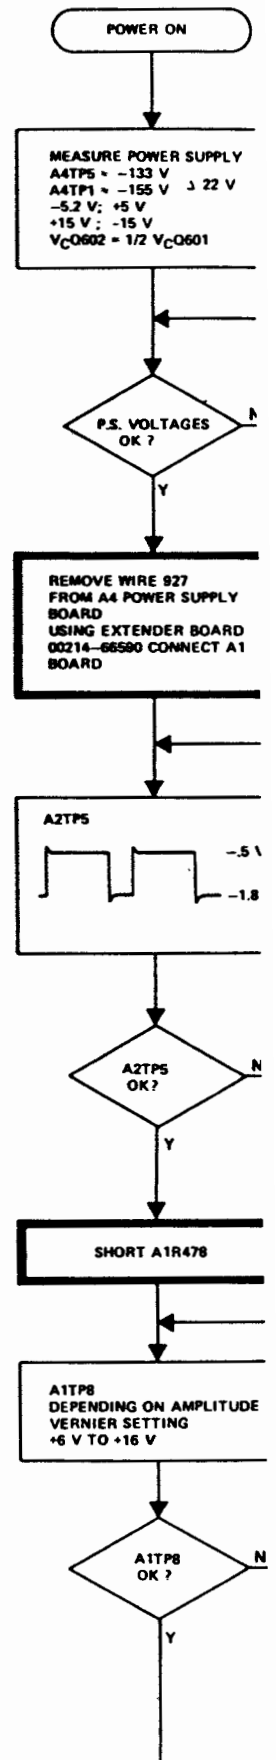 POWER ON
MEASURE POWER SUPPLY
A4TP5 ≈ -133 V
A4TP1 ≈ -155 V 22 V
-5.2 V; +5 V
+15 V; -15 V
VCQ602 = 1/2 VCQ601
P.S. VOLTAGES
OK ?
N
Y
REMOVE WIRE 927
FROM A4 POWER SUPPLY
BOARD
USING EXTENDER BOARD
00214-66590 CONNECT A1
BOARD
A2TP5
-.5 V
-1.8
A2TP5
OK?
N
Y
SHORT A1R478
A1TP8
DEPENDING ON AMPLITUDE
VERNIER SETTING
+6 V TO +16 V
A1TP8
OK ?
N
Y